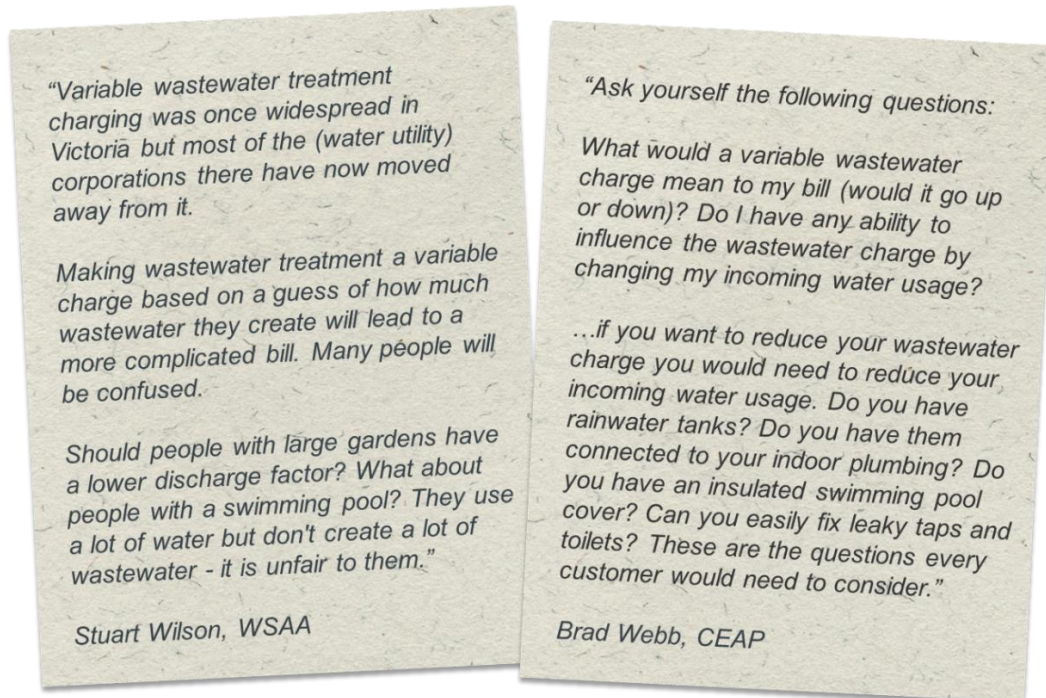 “Variable wastewater treatment
charging was once widespread in
Victoria but most of the (water utility)
corporations there have now moved
away from it.
Making wastewater treatment a variable
charge based on a guess of how much
wastewater they create will lead to a
more complicated bill. Many people will
be confused.
Should people with large gardens have
a lower discharge factor? What about
people with a swimming pool? They use
a lot of water but don't create a lot of
wastewater - it is unfair to them.”
Stuart Wilson, WSAA
“Ask yourself the following questions:
What would a variable wastewater
charge mean to my bill (would it go up
or down)? Do I have any ability to
influence the wastewater charge by
changing my incoming water usage?
…if you want to reduce your wastewater
charge you would need to reduce your
incoming water usage. Do you have
rainwater tanks? Do you have them
connected to your indoor plumbing? Do
you have an insulated swimming pool
cover? Can you easily fix leaky taps and
toilets? These are the questions every
customer would need to consider.”
Brad Webb, CEAP